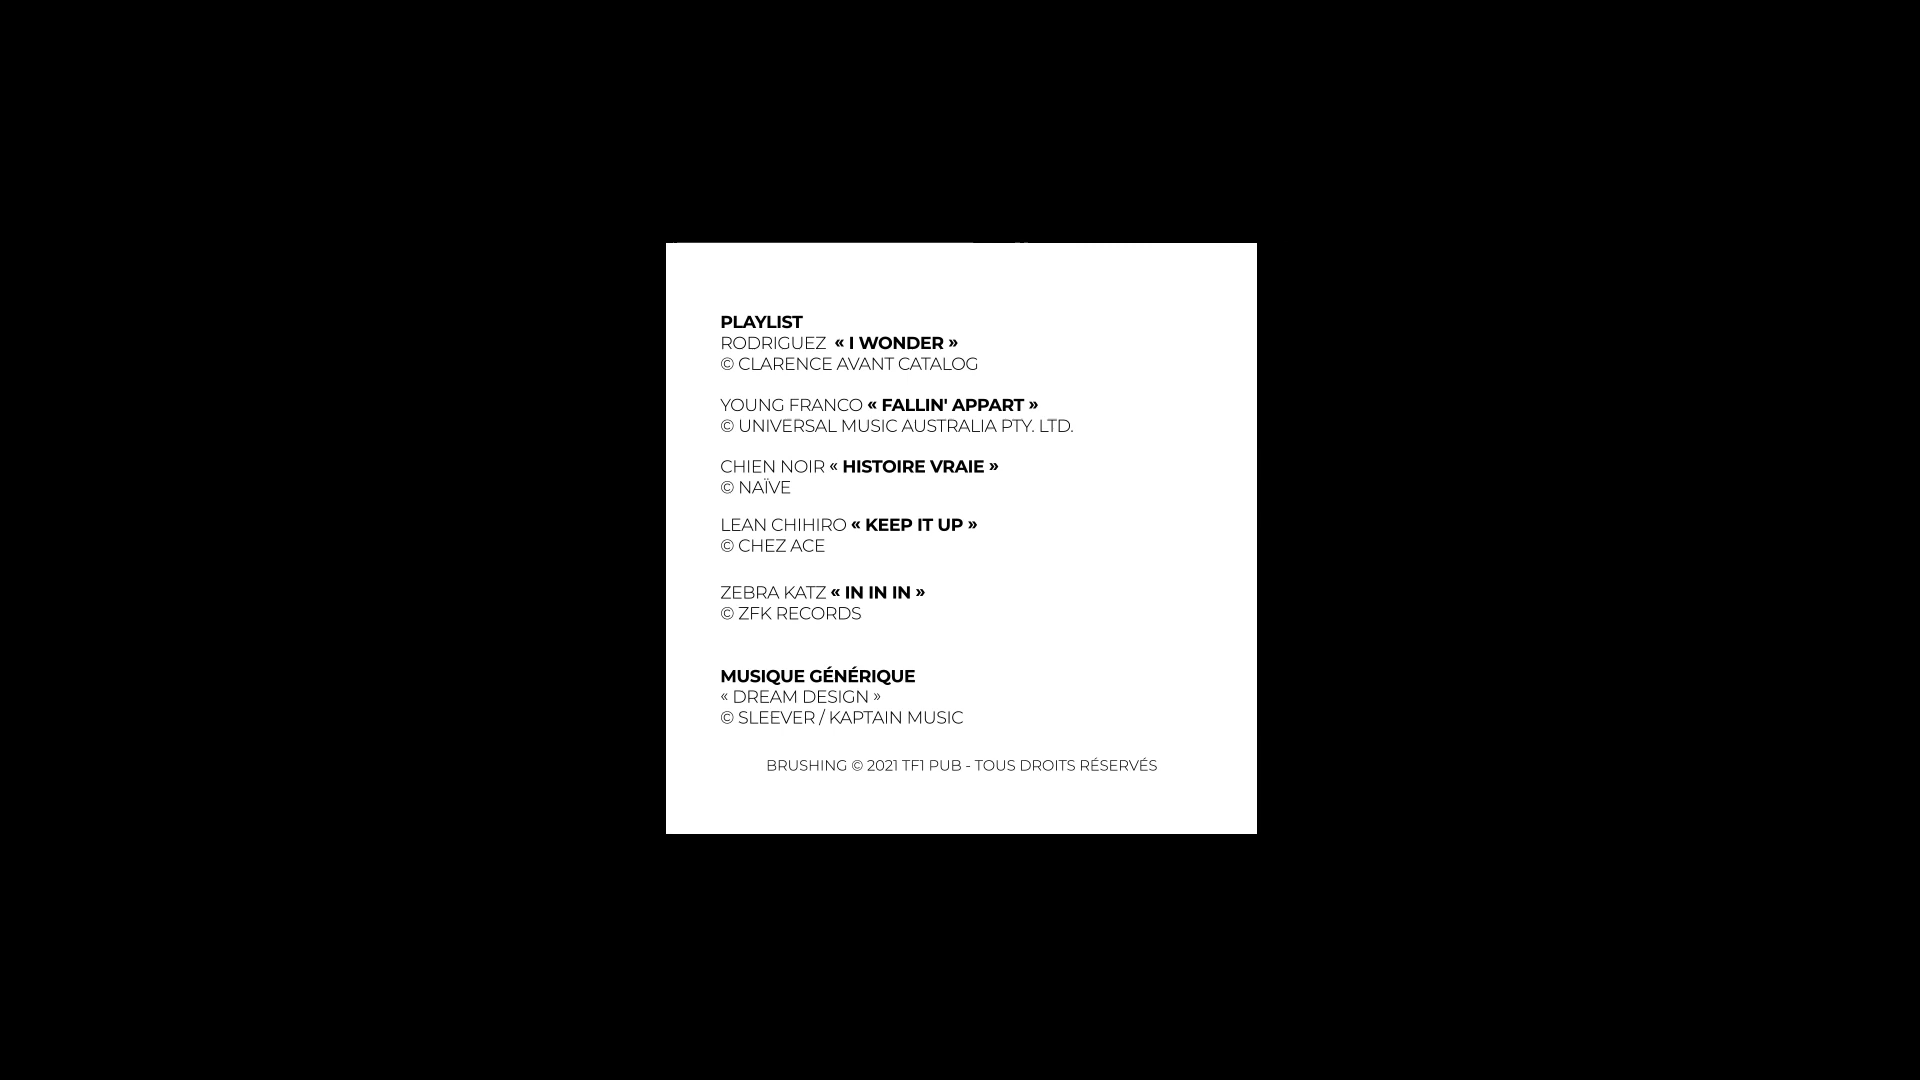 PLAYLIST
RODRIGUEZ « I WONDER »
© CLARENCE AVANT CATALOG
YOUNG FRANCO « FALLIN' APPART »
© UNIVERSAL MUSIC AUSTRALIA PTY. LTD.
CHIEN NOIR « HISTOIRE VRAIE »
© NAÏVE
LEAN CHIHIRO « KEEP IT UP »
© CHEZ ACE
ZEBRA KATZ « IN IN IN »
© ZFK RECORDS
MUSIQUE GÉNÉRIQUE
« DREAM DESIGN »
© SLEEVER / KAPTAIN MUSIC
BRUSHING © 2021 TF1 PUB - TOUS DROITS RÉSERVÉS